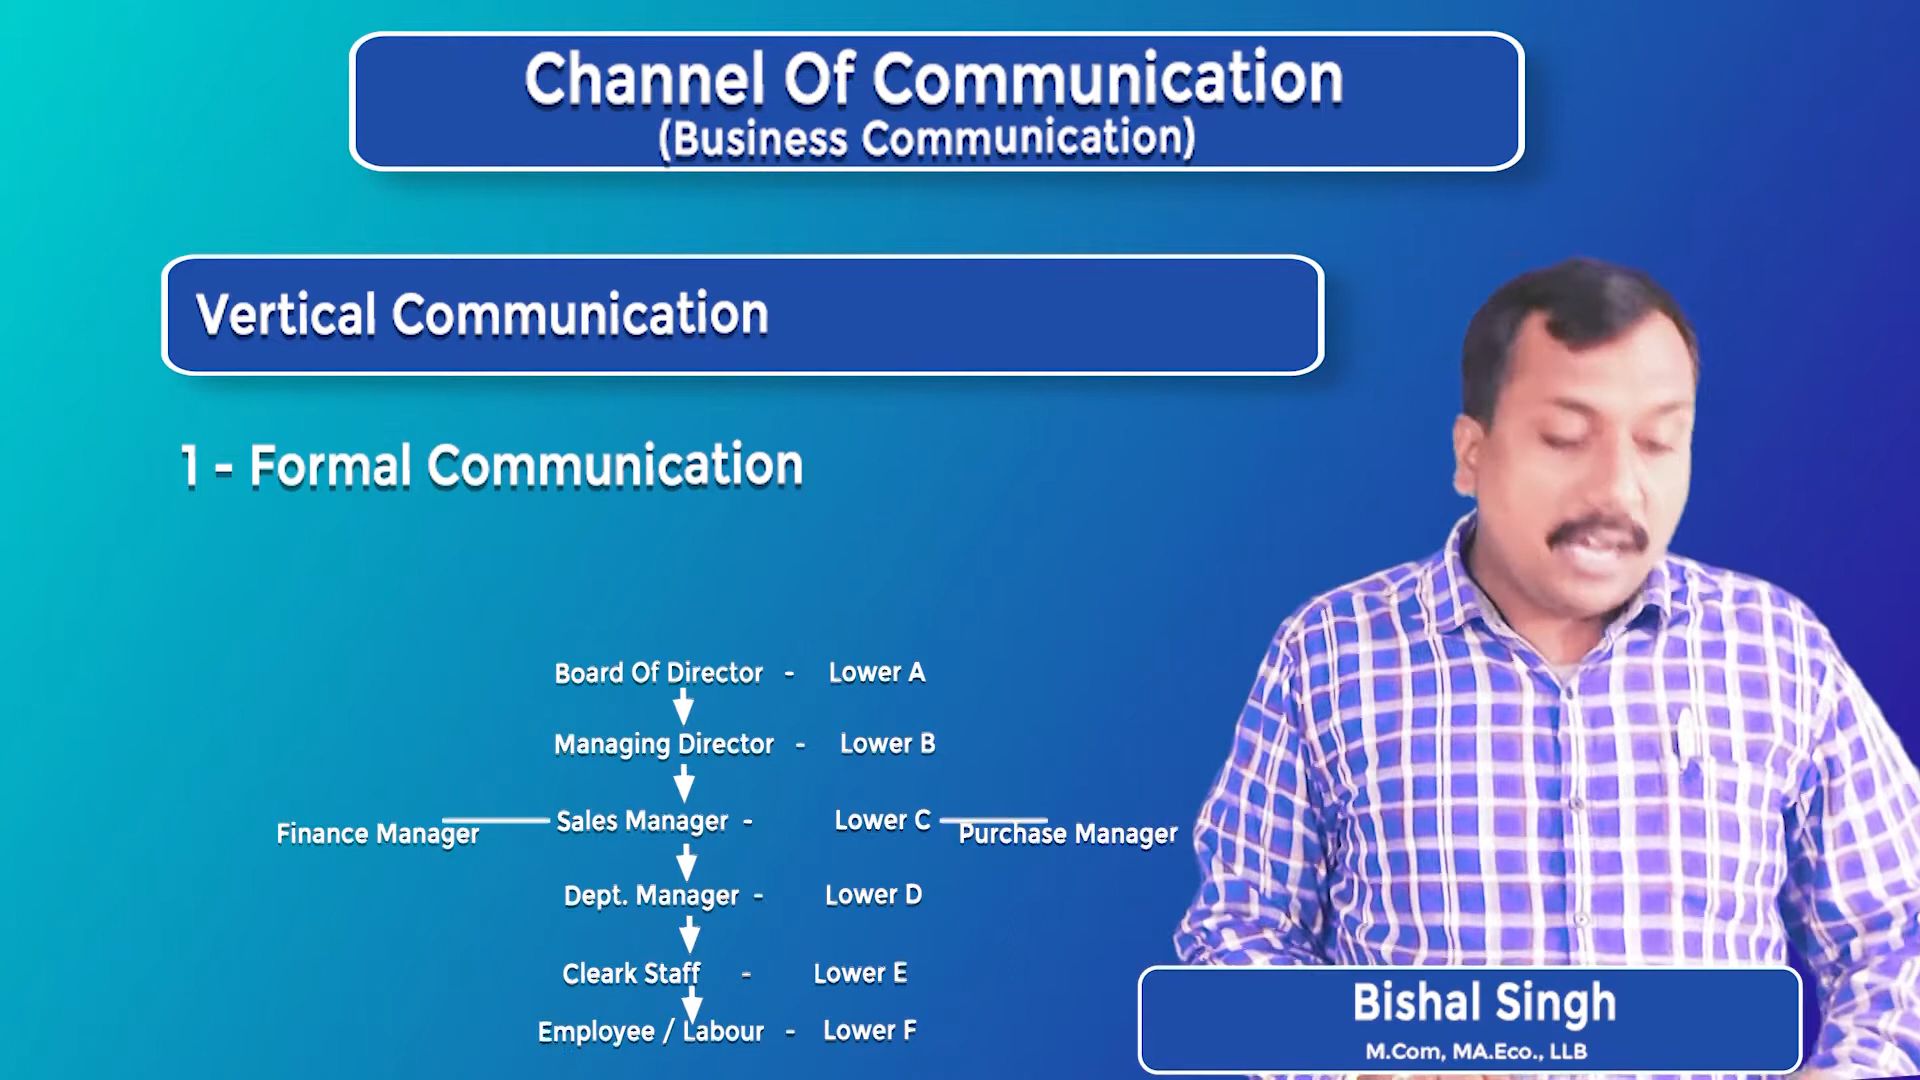 Channel Of Communication
(Business Communication)
Vertical Communication
1 - Formal Communication
Board Of Director - Lower A
Managing Director - Lower B
Finance Manager Sales Manager - Lower C Purchase Manager
Dept. Manager - Lower D
Cleark Staff - Lower E
Employee / Labour - Lower F
Bishal Singh
M.Com, MA.Eco., LLB